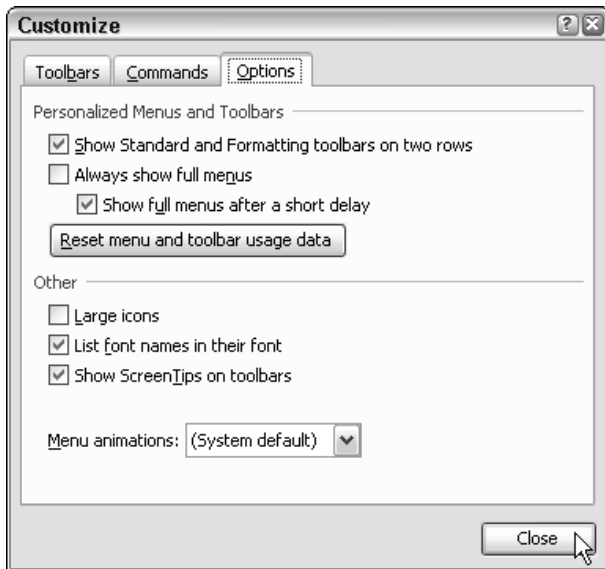 Customize
Toolbars Commands Options
Personalized Menus and Toolbars
Show Standard and Formatting toolbars on two rows
Always show full menus
Show full menus after a short delay
Reset menu and toolbar usage data
Other
Large icons
List font names in their font
Show ScreenTips on toolbars
Menu animations: (System default)
Close